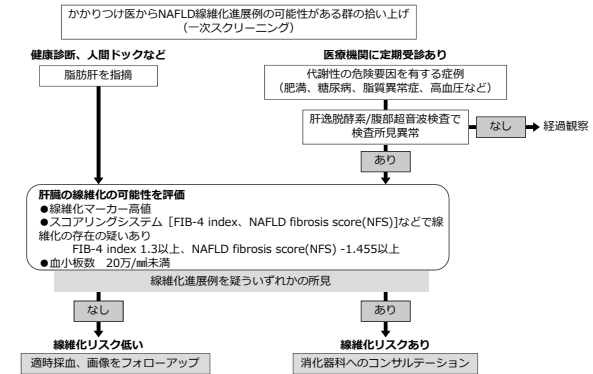 かかりつけ医からNAFLD線維化進展例の可能性がある群の拾い上げ
（一次スクリーニング）
健康診断、人間ドックなど
医療機関に定期受診あり
脂肪肝を指摘
代謝性の危険要因を有する症例
（肥満、糖尿病、脂質異常症、高血圧など）
肝逸脱酵素/腹部超音波検査で
検査所見異常
なし
経過観察
あり
肝臓の線維化の可能性を評価
●線維化マーカー高値
●スコアリングシステム［FIB-4 index、NAFLD fibrosis score(NFS)]などで線
維化の存在の疑いあり
FIB-4 index 1.3以上、NAFLD fibrosis score(NFS) -1.455以上
●血小板数　20万/㎣未満
線維化進展例を疑ういずれかの所見
なし
あり
線維化リスク低い
線維化リスクあり
適時採血、画像をフォローアップ
消化器科へのコンサルテーション